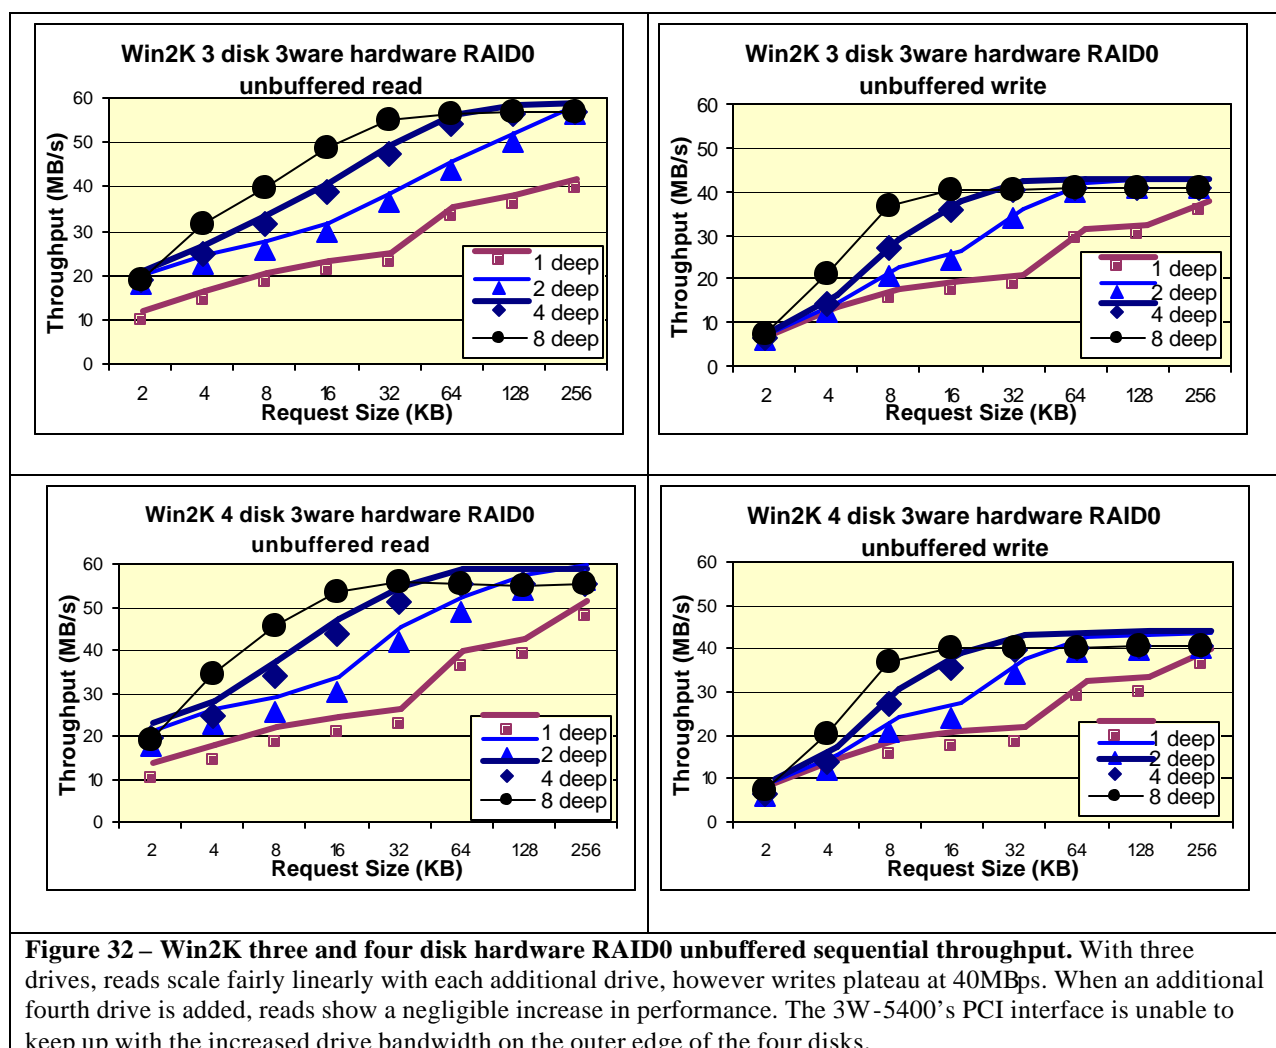 Win2K 3 disk 3ware hardware RAID0
unbuffered read
60
50
40
30
20
10
0
Throughput (MB/s)
2 4 8 16 32 64 128 256
Request Size (KB)
1 deep
2 deep
4 deep
8 deep
Win2K 3 disk 3ware hardware RAID0
unbuffered write
60
50
40
30
20
10
0
Throughput (MB/s)
2 4 8 16 32 64 128 256
Request Size (KB)
1 deep
2 deep
4 deep
8 deep
Win2K 4 disk 3ware hardware RAID0
unbuffered read
60
50
40
30
20
10
0
Throughput (MB/s)
2 4 8 16 32 64 128 256
Request Size (KB)
1 deep
2 deep
4 deep
8 deep
Win2K 4 disk 3ware hardware RAID0
unbuffered write
60
50
40
30
20
10
0
Throughput (MB/s)
2 4 8 16 32 64 128 256
Request Size (KB)
1 deep
2 deep
4 deep
8 deep
Figure 32 – Win2K three and four disk hardware RAID0 unbuffered sequential throughput. With three
drives, reads scale fairly linearly with each additional drive, however writes plateau at 40MBps. When an additional
fourth drive is added, reads show a negligible increase in performance. The 3W-5400's PCI interface is unable to
keep up with the increased drive bandwidth on the outer edge of the four disks.